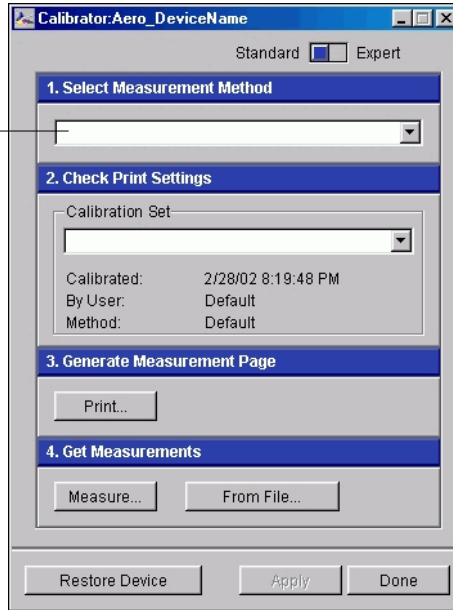 Calibrator:Aero_DeviceName
Standard Expert
1. Select Measurement Method
2. Check Print Settings
Calibration Set
Calibrated: 2/28/02 8:19:48 PM
By User: Default
Method: Default
3. Generate Measurement Page
Print...
4. Get Measurements
Measure... From File...
Restore Device Apply Done